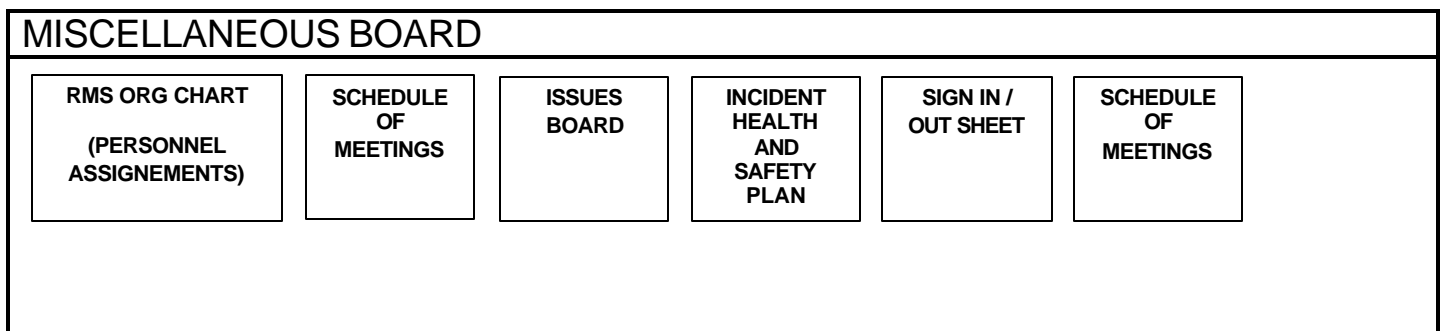 MISCELLANEOUS BOARD
RMS ORG CHART
(PERSONNEL
ASSIGNEMENTS)
SCHEDULE
OF
MEETINGS
ISSUES
BOARD
INCIDENT
HEALTH
AND
SAFETY
PLAN
SIGN IN /
OUT SHEET
SCHEDULE
OF
MEETINGS